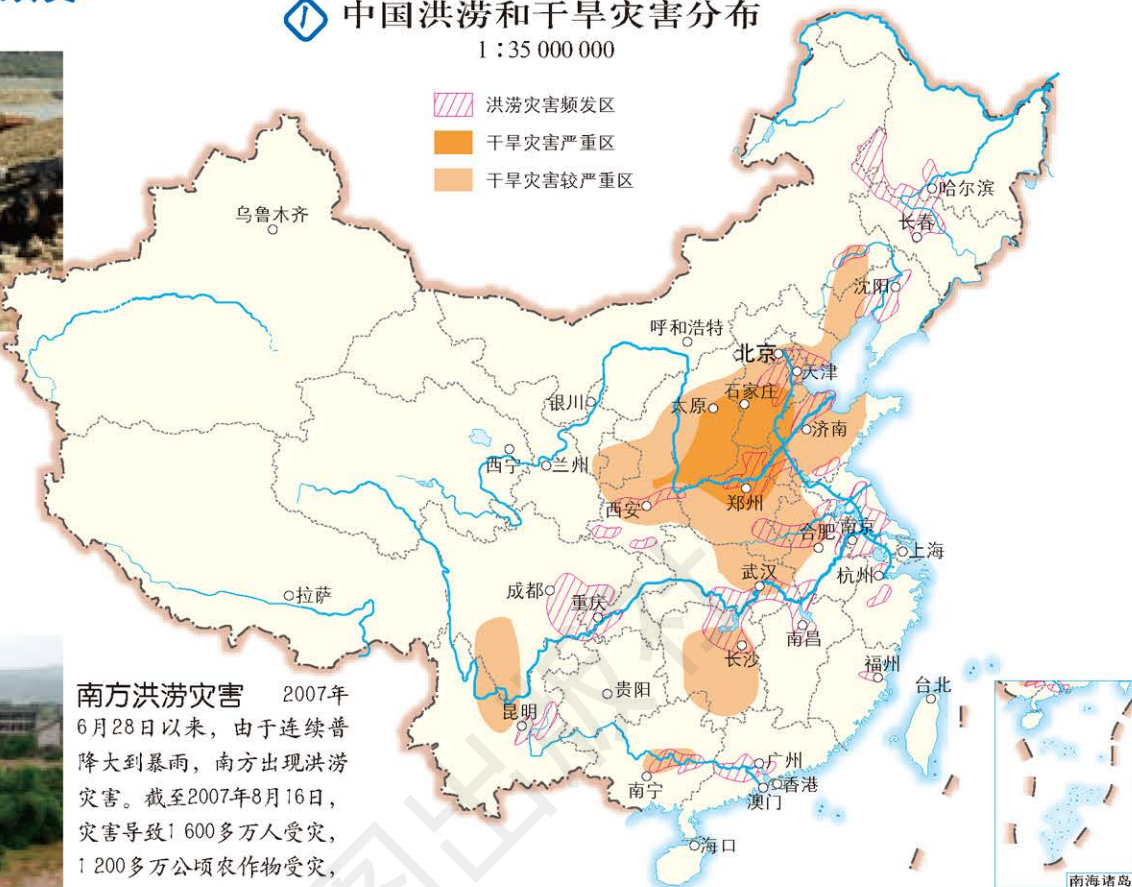 ① 中国洪涝和干旱灾害分布
1∶35 000 000
洪涝灾害频发区
干旱灾害严重区
干旱灾害较严重区
哈尔滨
长春
乌鲁木齐
沈阳
呼和浩特
北京
天津
银川
太原
石家庄
济南
西宁
兰州
西安
郑州
合肥
南京
上海
杭州
武汉
成都
重庆
拉萨
南昌
长沙
福州
贵阳
台北
昆明
广州
南宁
香港
澳门
海口
南海诸岛
南方洪涝灾害 2007年
6月28日以来，由于连续普
降大到暴雨，南方出现洪涝
灾害。截至2007年8月16日，
灾害导致1 600多万人受灾，
1 200多万公顷农作物受灾，